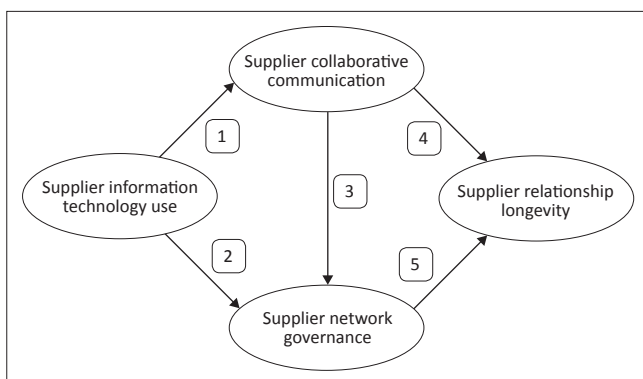 Supplier collaborative
communication
1
4
Supplier information
technology use
3
Supplier relationship
longevity
2
5
Supplier network
governance